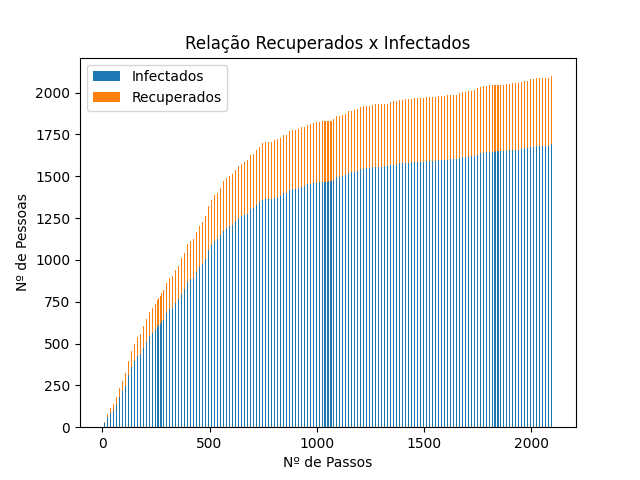 Relação Recuperados x Infectados
Infectados
Recuperados
Nº de Pessoas
2000
1750
1500
1250
1000
750
500
250
0
0 500 1000 1500 2000
Nº de Passos